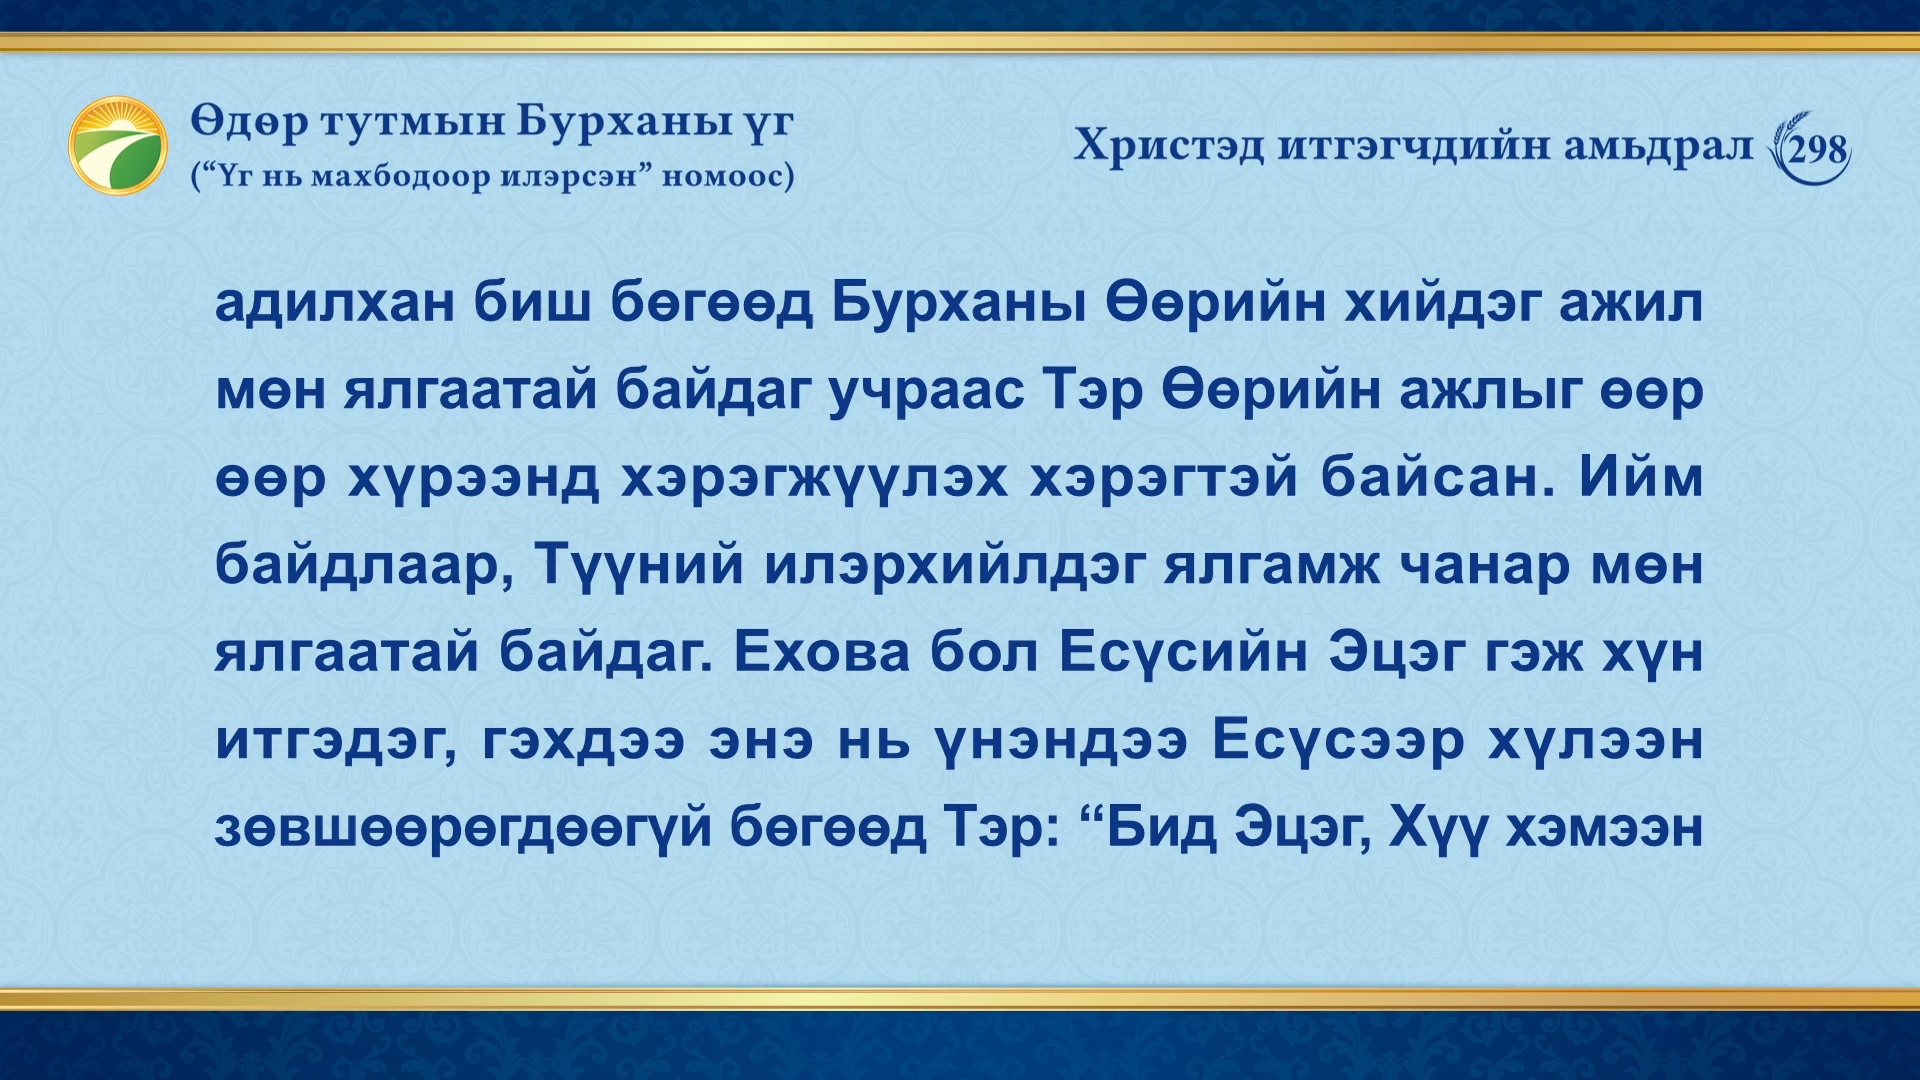 Өдөр тутмын Бурханы үг
(“Үг нь махбодоор илэрсэн” номоос)
Христэд итгэгчдийн амьдрал 298
адилхан биш бөгөөд Бурханы Өөрийн хийдэг ажил
мөн ялгаатай байдаг учраас Тэр Өөрийн ажлыг өөр
өөр хүрээнд хэрэгжүүлэх хэрэгтэй байсан. Ийм
байдлаар, Түүний илэрхийлдэг ялгамж чанар мөн
ялгаатай байдаг. Ехова бол Есүсийн Эцэг гэж хүн
итгэдэг, гэхдээ энэ нь үнэндээ Есүсээр хүлээн
зөвшөөрөгдөөгүй бөгөөд Тэр: “Бид Эцэг, Хүү хэмээн